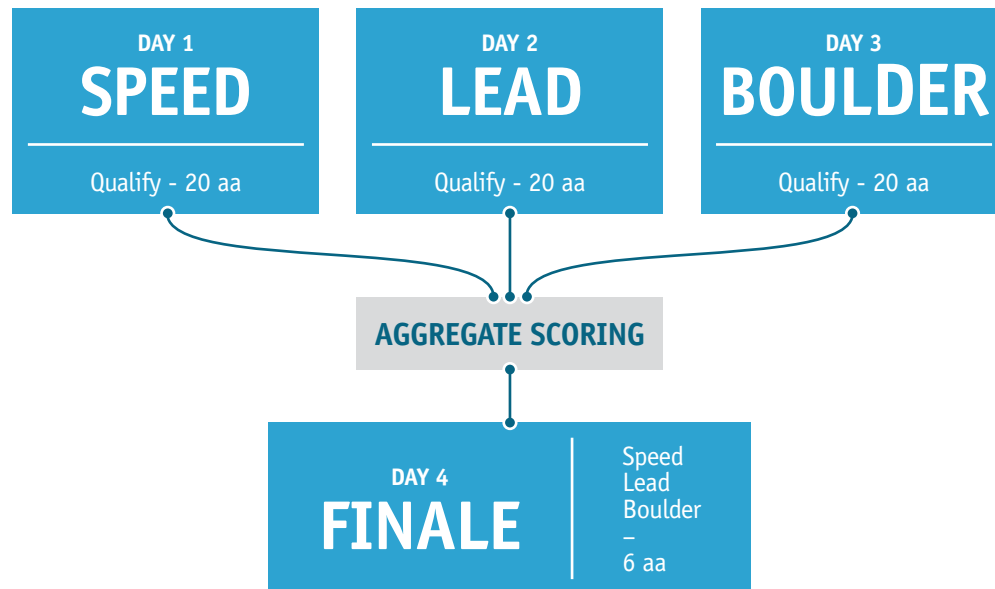 DAY 1
SPEED
Qualify - 20 aa
DAY 2
LEAD
Qualify - 20 aa
DAY 3
BOULDER
Qualify - 20 aa
AGGREGATE SCORING
DAY 4
FINALE
Speed
Lead
Boulder
–
6 aa